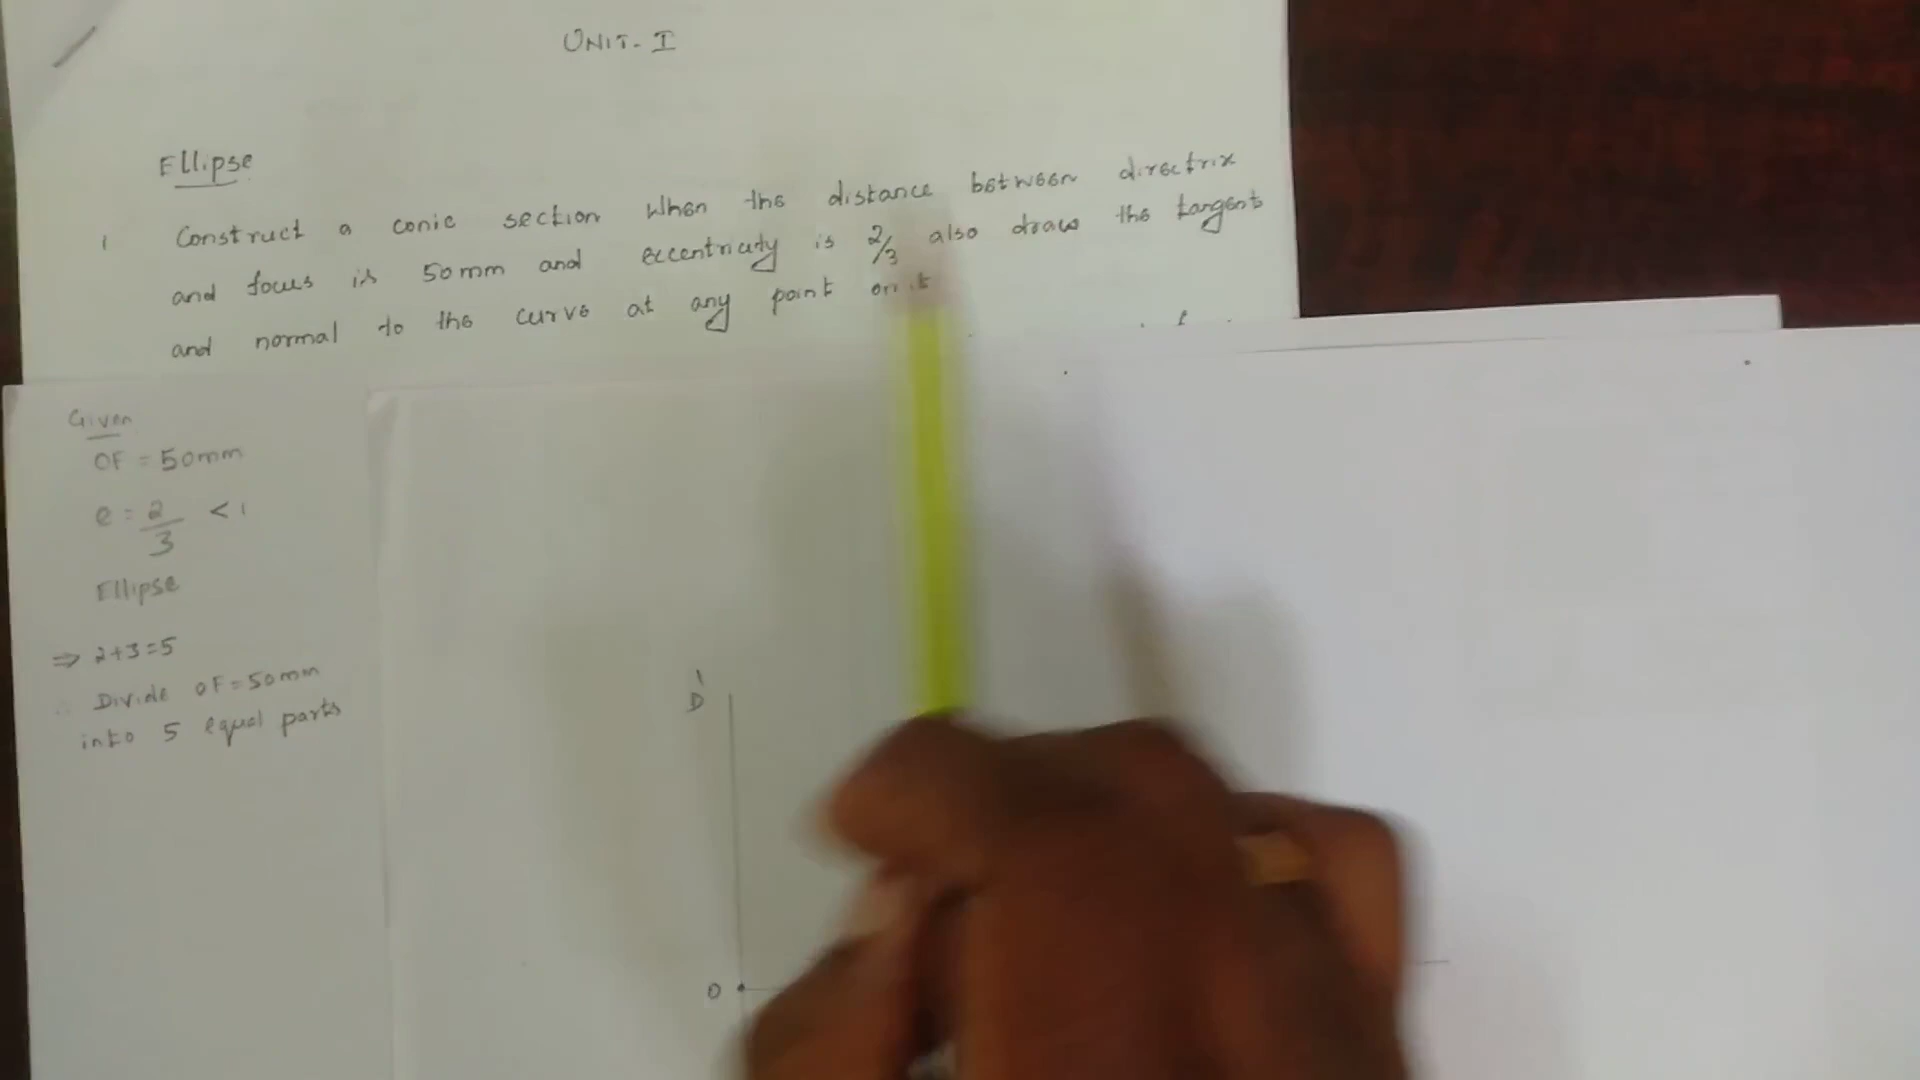 UNIT-I
Ellipse
1 Construct a conic section when the distance between directrix
and focus is 50mm and eccentricity is 2/3 also draw the tangent
and normal to the curve at any point on it
Given
OF = 50mm
e = 2/3 < 1
Ellipse
⇒ 2+3=5
∴ Divide OF=50mm
into 5 equal parts
D'
O